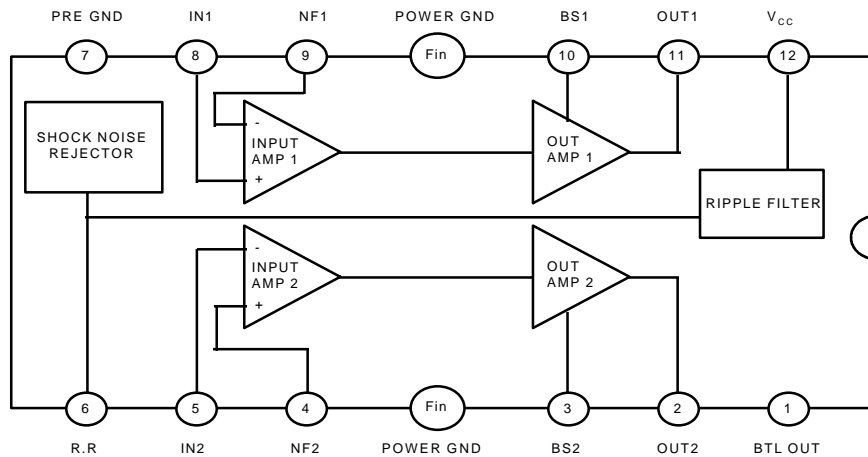 PRE GND IN1 NF1 POWER GND BS1 OUT1 VCC
7 8 9 Fin 10 11 12
SHOCK NOISE
REJECTOR
-
INPUT
AMP 1
+
OUT
AMP 1
RIPPLE FILTER
-
INPUT
AMP 2
+
OUT
AMP 2
6 5 4 Fin 3 2 1
R.R IN2 NF2 POWER GND BS2 OUT2 BTL OUT